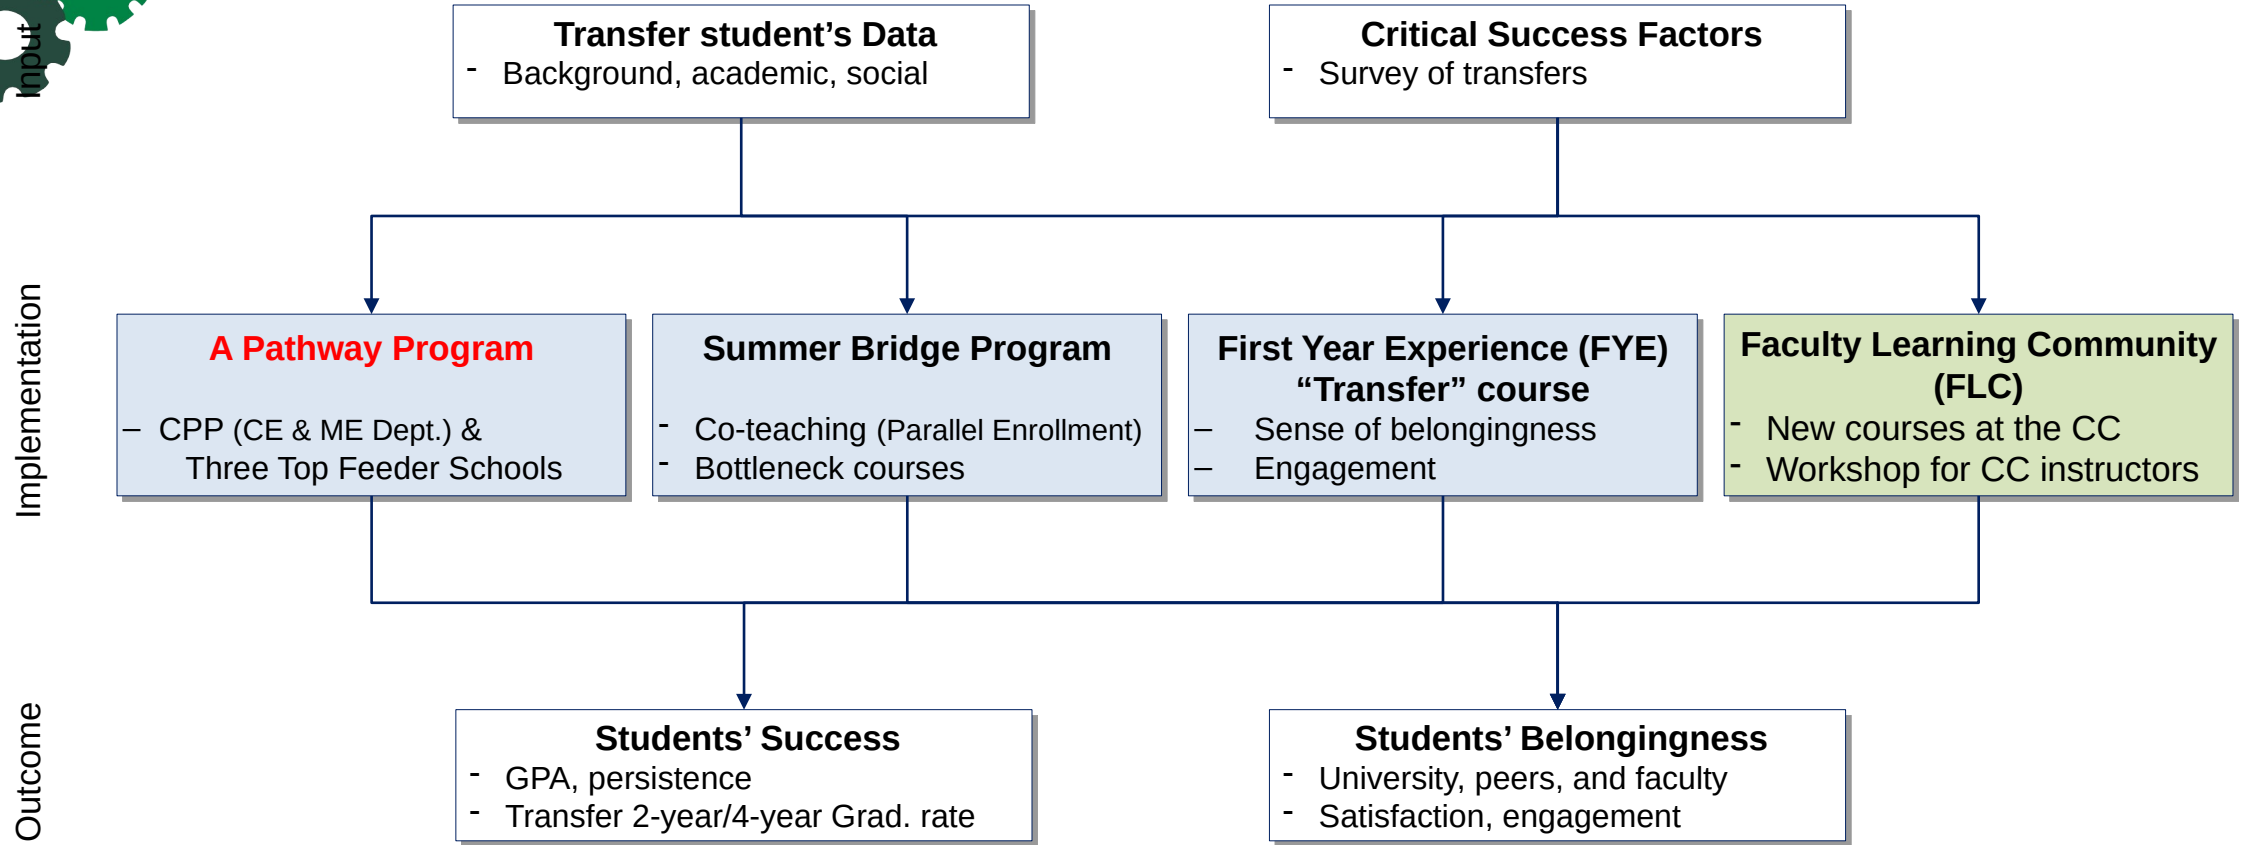 Input
Transfer student’s Data
- Background, academic, social
Critical Success Factors
- Survey of transfers
Implementation
A Pathway Program
– CPP (CE & ME Dept.) &
Three Top Feeder Schools
Summer Bridge Program
- Co-teaching (Parallel Enrollment)
- Bottleneck courses
First Year Experience (FYE)
“Transfer” course
– Sense of belongingness
– Engagement
Faculty Learning Community
(FLC)
- New courses at the CC
- Workshop for CC instructors
Outcome
Students’ Success
- GPA, persistence
- Transfer 2-year/4-year Grad. rate
Students’ Belongingness
- University, peers, and faculty
- Satisfaction, engagement